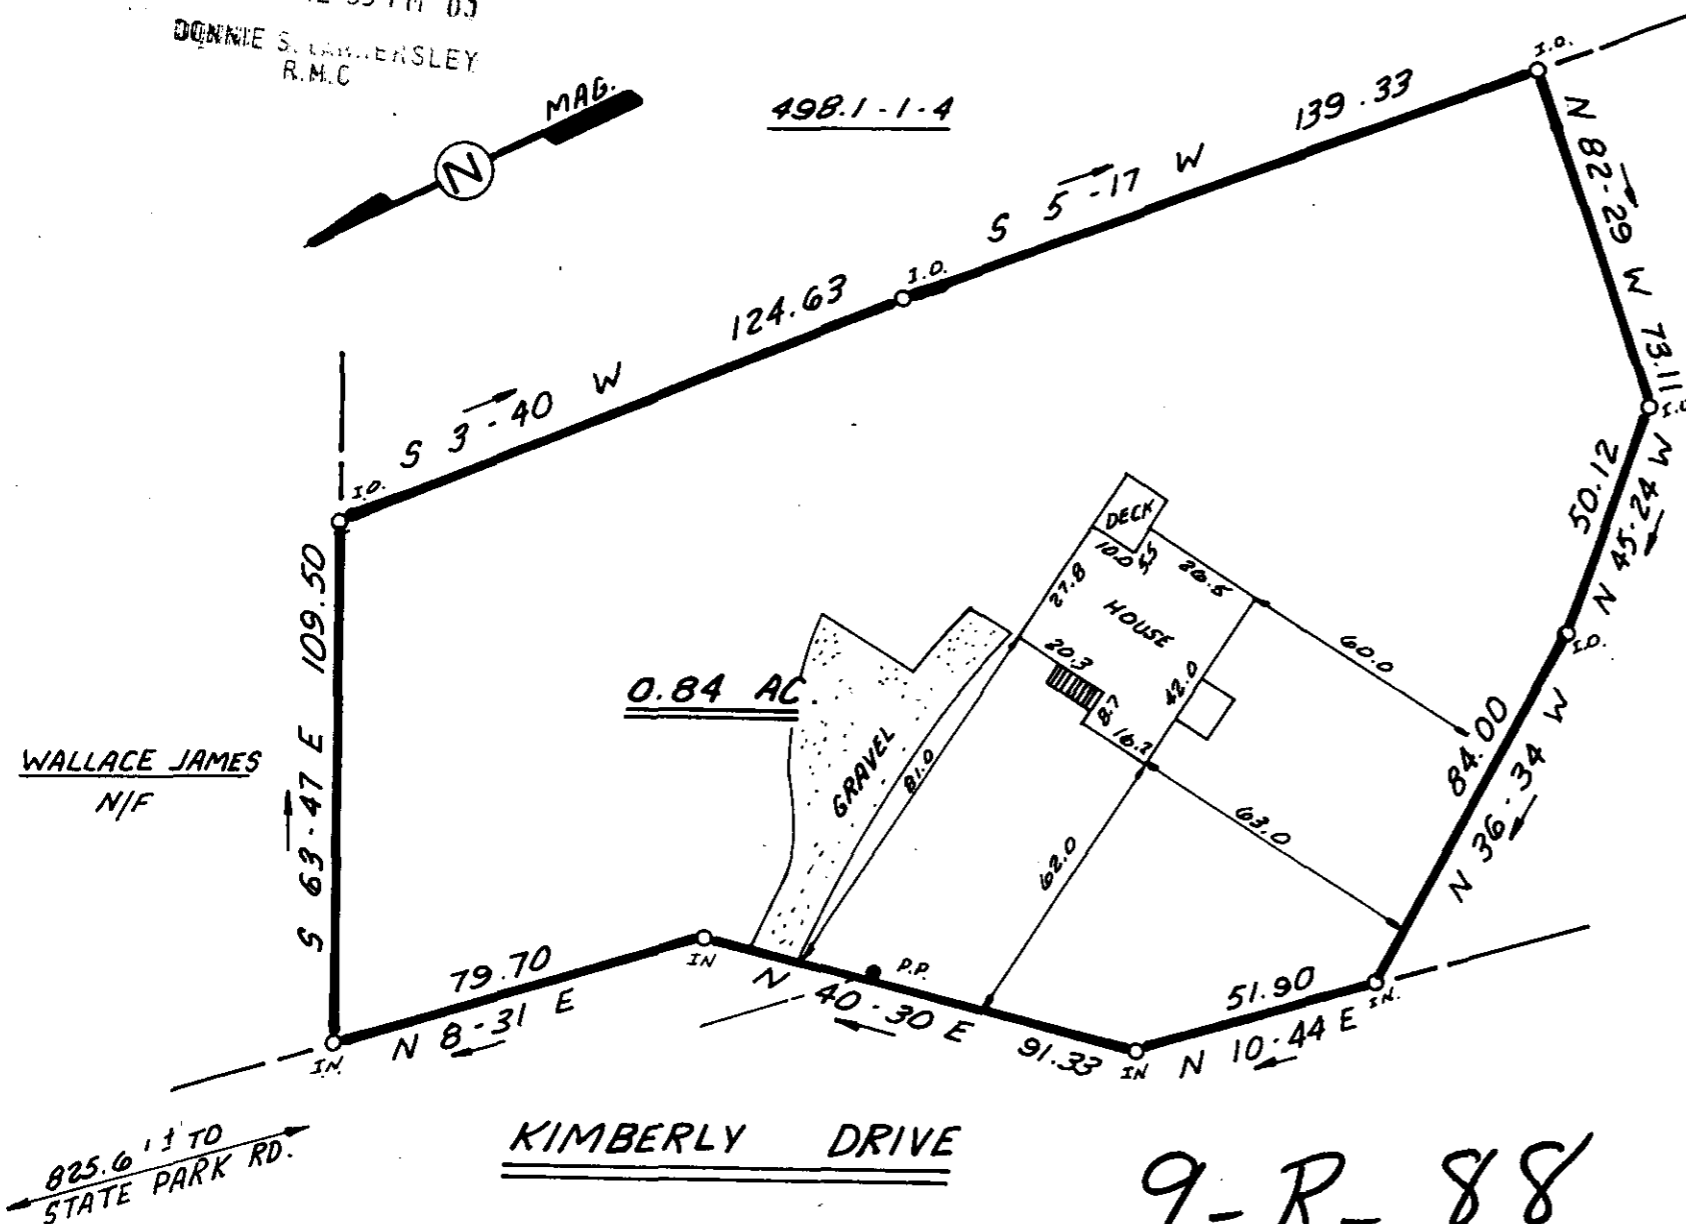 DONNIE S.
R.M.C
MAG.
N
498.1-1-4
S 3-40 W 124.63
I.O.
S 5-17 W 139.33
I.O.
N 82-29 W 73.11
I.O.
N 45-24 W 50.12
I.O.
N 36-34 W 84.00
IN.
N 10-44 E 51.90
IN
N 40-30 E 91.33
P.P.
IN
N 8-31 E 79.70
IN.
S 63-47 E 109.50
I.O.
WALLACE JAMES
N/F
0.84 AC
GRAVEL
DECK
10.0
5.5
26.5
27.8
HOUSE
20.3
8.7
16.2
42.0
60.0
63.0
62.0
81.0
825.6'± TO
STATE PARK RD.
KIMBERLY DRIVE
9-R-88